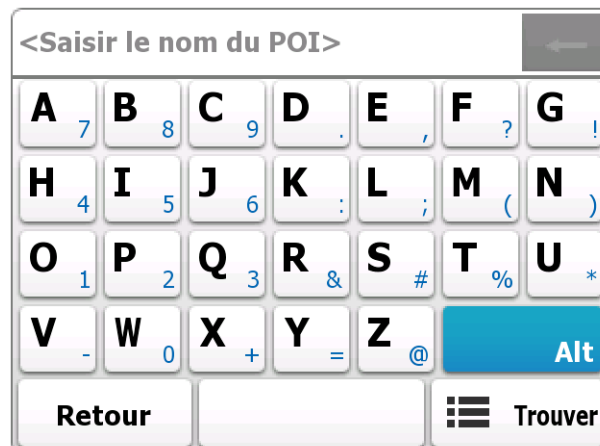 <Saisir le nom du POI>
A 7 B 8 C 9 D . E , F ? G !
H 4 I 5 J 6 K : L ; M ( N )
O 1 P 2 Q 3 R & S # T % U *
V - W 0 X + Y = Z @ Alt
Retour Trouver